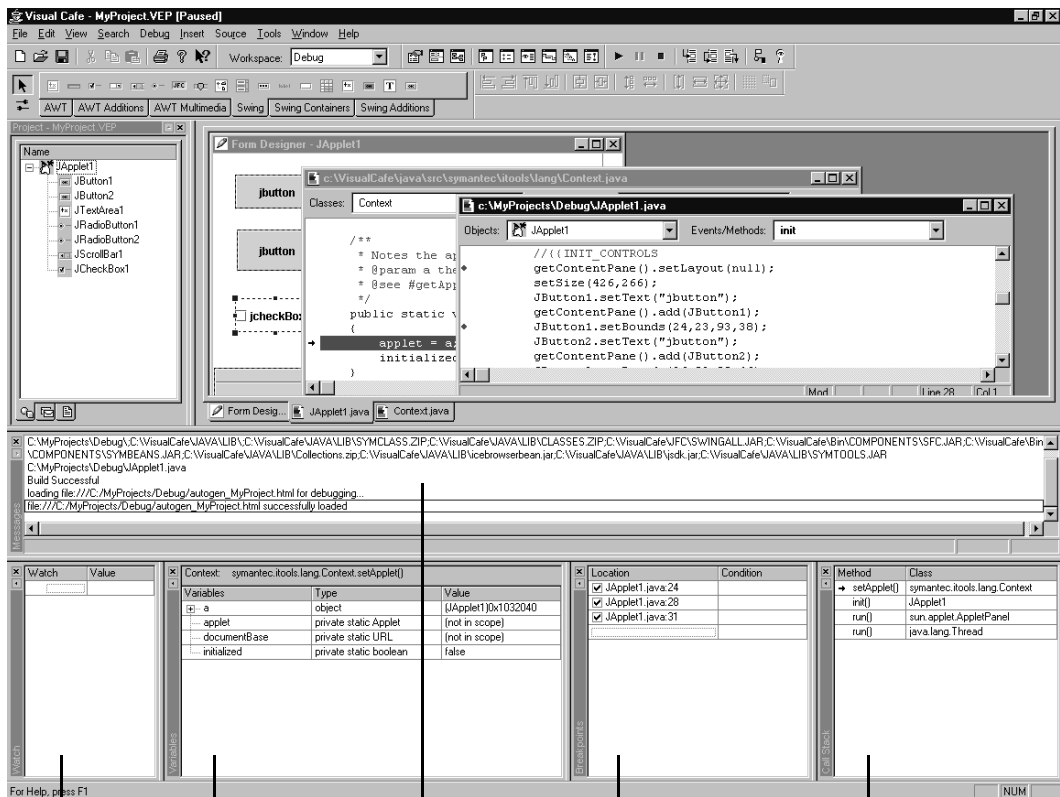 Visual Cafe - MyProject.VEP [Paused]
File Edit View Search Debug Insert Source Tools Window Help
Workspace: Debug
AWT AWT Additions AWT Multimedia Swing Swing Containers Swing Additions
Project - MyProject.VEP
Name
JApplet1
JButton1
JButton2
JTextArea1
JRadioButton1
JRadioButton2
JScrollBar1
JCheckBox1
Form Designer - JApplet1
jbutton
jbutton
jcheckBo
c:\VisualCafe\java\src\symantec\itools\lang\Context.java
Classes: Context
/**
* Notes the ap
* @param a the
* @see #getApp
*/
public static v
{
applet = a;
initialized
}
c:\MyProjects\Debug\JApplet1.java
Objects: JApplet1 Events/Methods: init
//{{INIT_CONTROLS
getContentPane().setLayout(null);
setSize(426,266);
JButton1.setText("jbutton");
getContentPane().add(JButton1);
JButton1.setBounds(24,23,93,38);
JButton2.setText("jbutton");
getContentPane().add(JButton2);
Mod Line 28 Col 1
Form Desig... JApplet1.java Context.java
C:\MyProjects\Debug\;C:\VisualCafe\JAVA\LIB\;C:\VisualCafe\JAVA\LIB\SYMCLASS.ZIP;C:\VisualCafe\JAVA\LIB\CLASSES.ZIP;C:\VisualCafe\JFC\SWINGALL.JAR;C:\VisualCafe\Bin\COMPONENTS\SFC.JAR;C:\VisualCafe\Bin
\COMPONENTS\SYMBEANS.JAR;C:\VisualCafe\JAVA\LIB\Collections.zip;C:\VisualCafe\JAVA\LIB\icebrowserbean.jar;C:\VisualCafe\JAVA\LIB\jsdk.jar;C:\VisualCafe\JAVA\LIB\SYMTOOLS.JAR
C:\MyProjects\Debug\JApplet1.java
Build Successful
loading file:///C:/MyProjects/Debug/autogen_MyProject.html for debugging...
file:///C:/MyProjects/Debug/autogen_MyProject.html successfully loaded
Messages
Watch Value
Watch
Context: symantec.itools.lang.Context.setApplet()
Variables Type Value
a object (JApplet1)0x1032040
applet private static Applet (not in scope)
documentBase private static URL (not in scope)
initialized private static boolean false
Variables
Location Condition
JApplet1.java:24
JApplet1.java:28
JApplet1.java:31
Breakpoints
Method Class
setApplet() symantec.itools.lang.Context
init() JApplet1
run() sun.applet.AppletPanel
run() java.lang.Thread
Call Stack
For Help, press F1 NUM